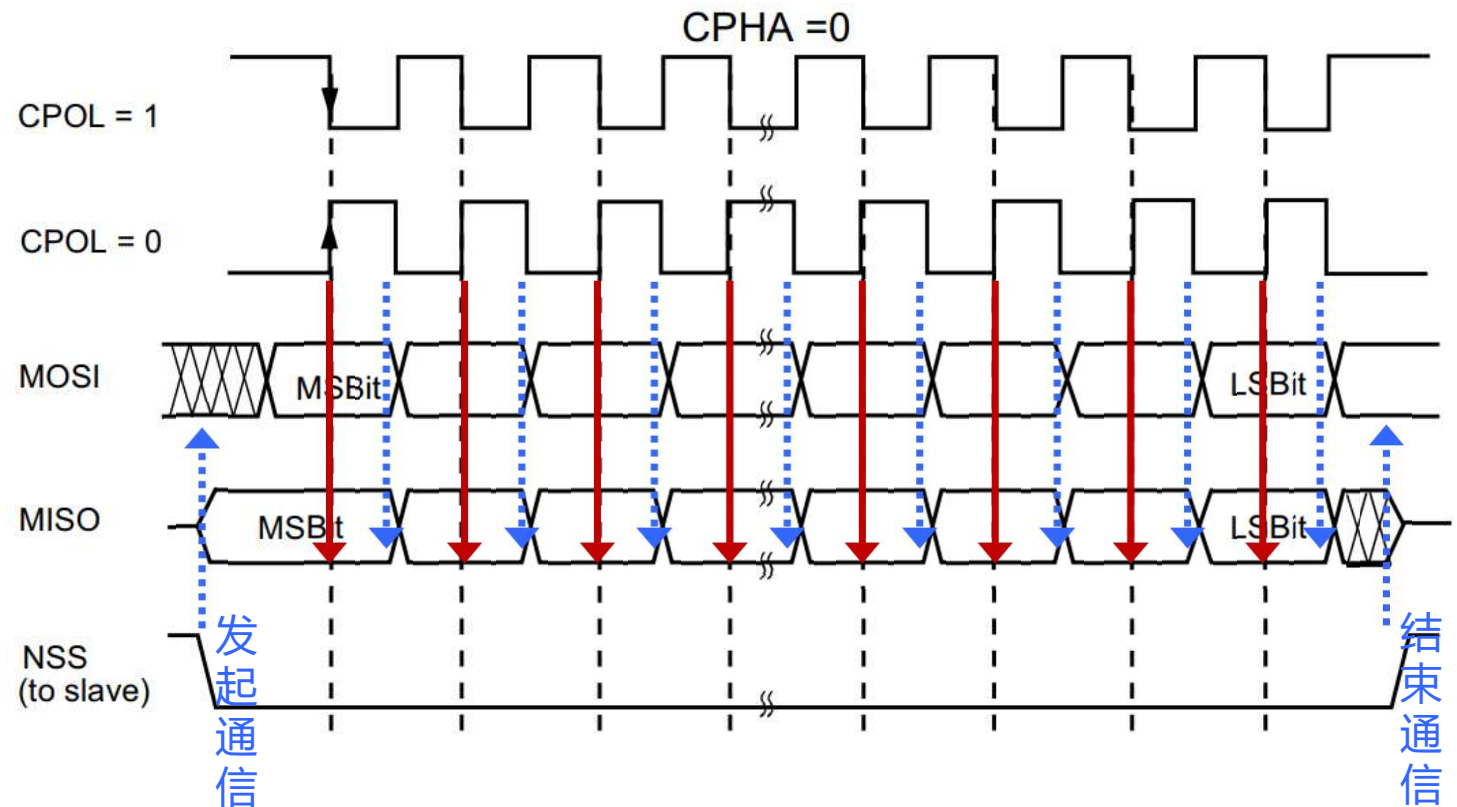 CPHA =0
CPOL = 1
CPOL = 0
MOSI
MSBit
LSBit
MISO
MSBit
LSBit
NSS
(to slave)
发起通信
结束通信